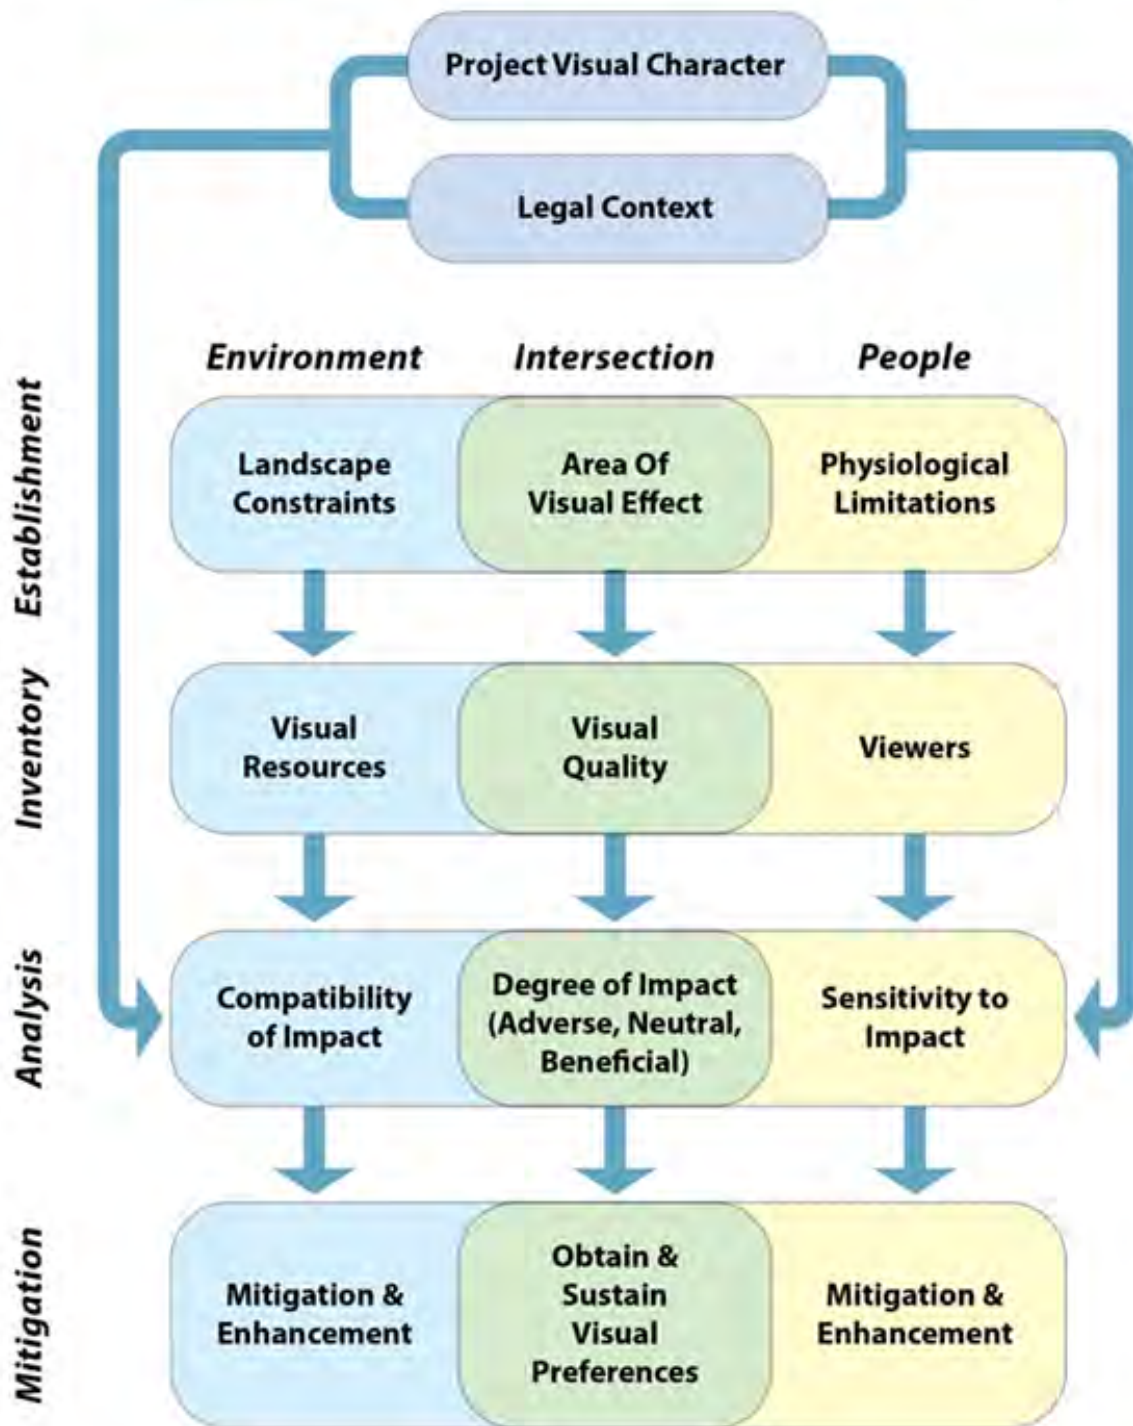 Project Visual Character
Legal Context
Environment
Intersection
People
Establishment
Landscape
Constraints
Area Of
Visual Effect
Physiological
Limitations
Inventory
Visual
Resources
Visual
Quality
Viewers
Analysis
Compatibility
of Impact
Degree of Impact
(Adverse, Neutral,
Beneficial)
Sensitivity to
Impact
Mitigation
Mitigation &
Enhancement
Obtain &
Sustain
Visual
Preferences
Mitigation &
Enhancement